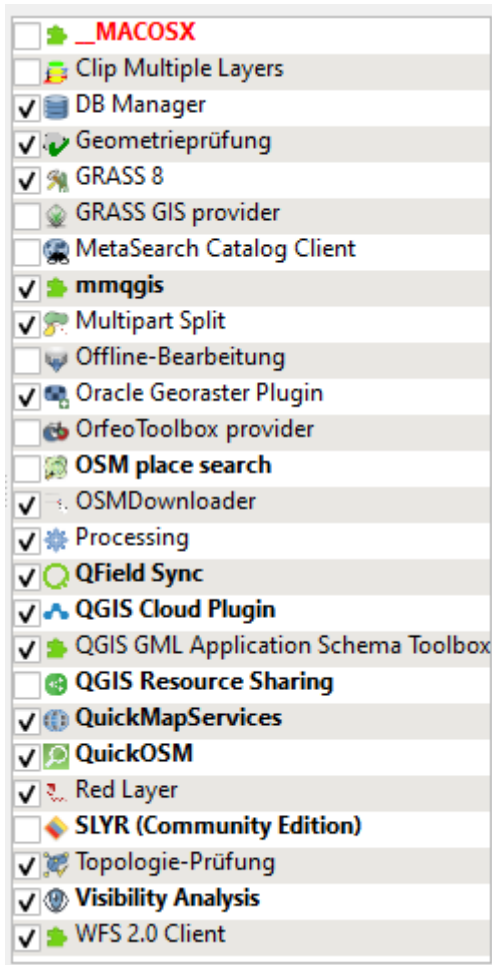 __MACOSX
Clip Multiple Layers
DB Manager
Geometrieprüfung
GRASS 8
GRASS GIS provider
MetaSearch Catalog Client
mmqgis
Multipart Split
Offline-Bearbeitung
Oracle Georaster Plugin
OrfeoToolbox provider
OSM place search
OSMDownloader
Processing
QField Sync
QGIS Cloud Plugin
QGIS GML Application Schema Toolbox
QGIS Resource Sharing
QuickMapServices
QuickOSM
Red Layer
SLYR (Community Edition)
Topologie-Prüfung
Visibility Analysis
WFS 2.0 Client